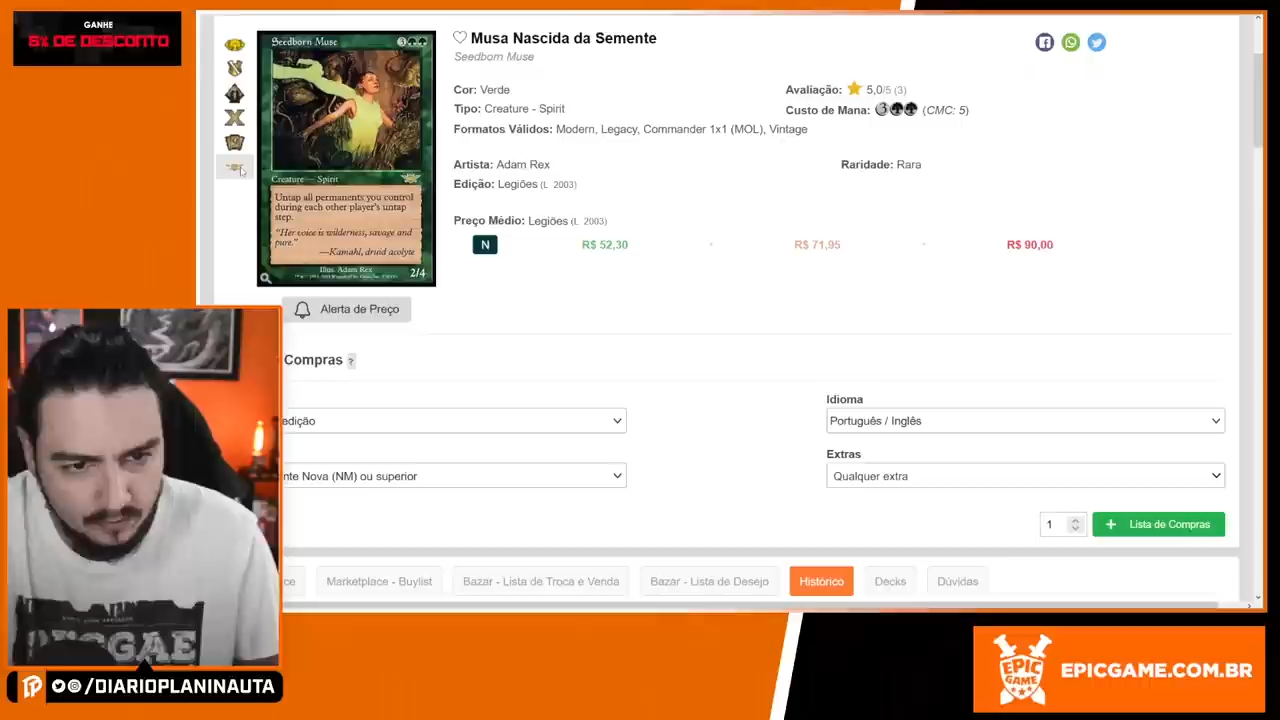 GANHE
5% DE DESCONTO
Seedborn Muse
Creature — Spirit
Untap all permanents you control
during each other player's untap
step.
"Her voice is wilderness, savage and
pure."
—Kamahl, druid acolyte
Illus. Adam Rex
2/4
Musa Nascida da Semente
Seedborn Muse
Cor: Verde
Avaliação: 5,0/5 (3)
Tipo: Creature - Spirit
Custo de Mana: 3 (CMC: 5)
Formatos Válidos: Modern, Legacy, Commander 1x1 (MOL), Vintage
Artista: Adam Rex
Raridade: Rara
Edição: Legiões (L 2003)
Preço Médio: Legiões (L 2003)
N
R$ 52,30
R$ 71,95
R$ 90,00
Alerta de Preço
Compras ?
Idioma
edição
Português / Inglês
Extras
nte Nova (NM) ou superior
Qualquer extra
1
+ Lista de Compras
ce
Marketplace - Buylist
Bazar - Lista de Troca e Venda
Bazar - Lista de Desejo
Histórico
Decks
Dúvidas
REGGAE
/DIARIOPLANINAUTA
EPIC
GAME
EPICGAME.COM.BR